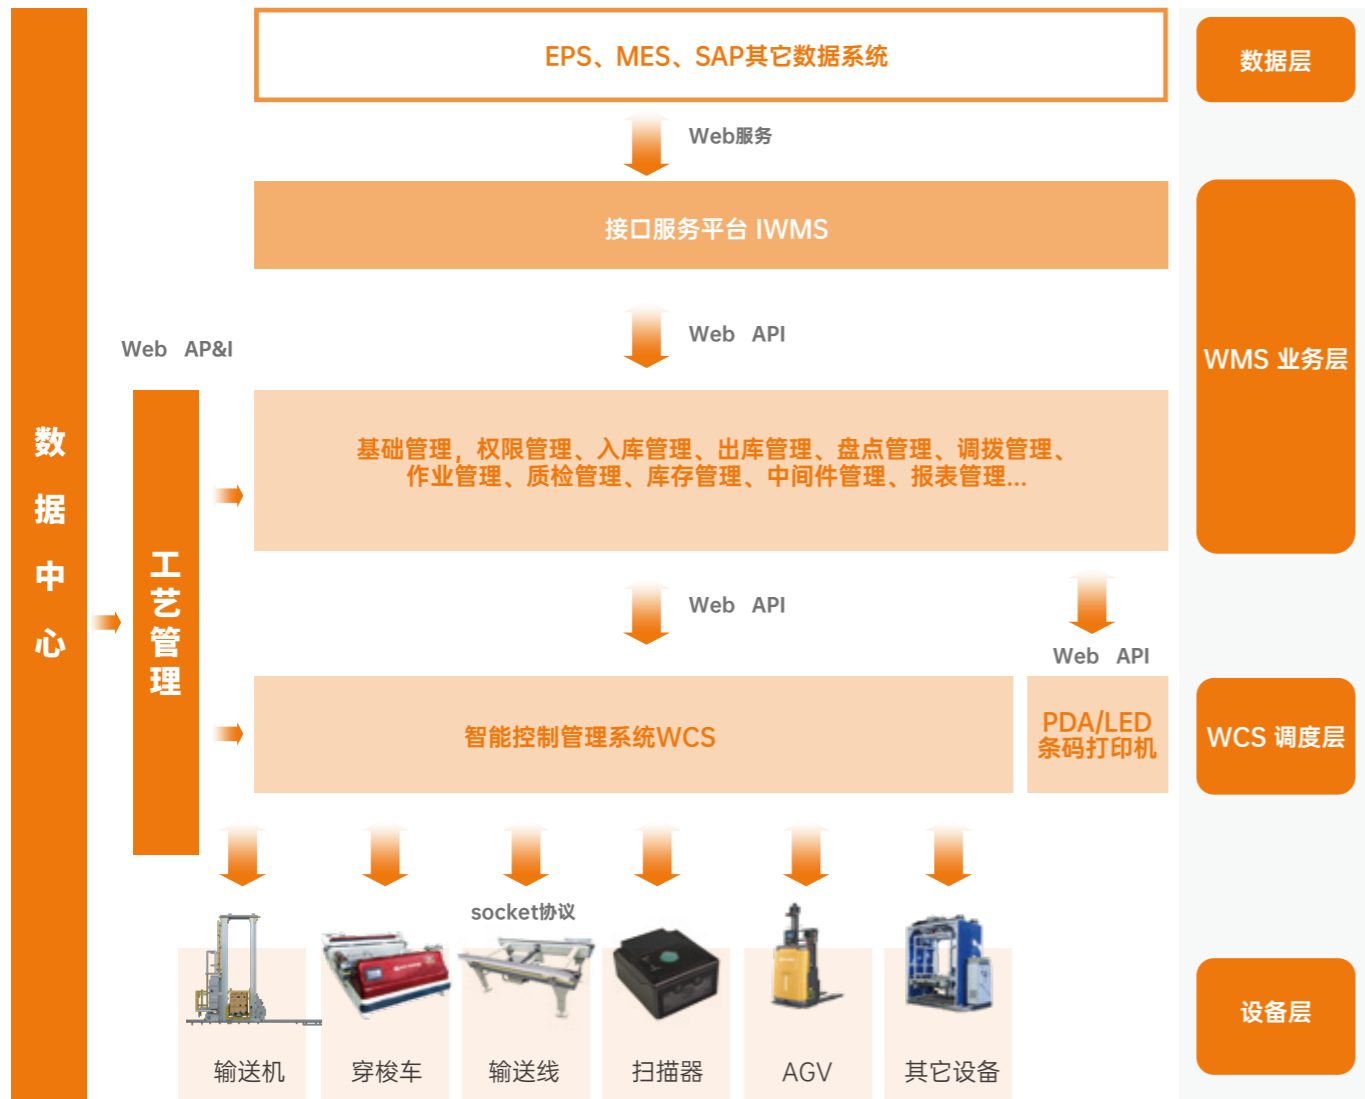 EPS、MES、SAP其它数据系统
数据层
Web服务
接口服务平台 IWMS
Web API
Web AP&I
WMS 业务层
数据中心
工艺管理
基础管理，权限管理、入库管理、出库管理、盘点管理、调拨管理、
作业管理、质检管理、库存管理、中间件管理、报表管理...
Web API
Web API
智能控制管理系统WCS
PDA/LED
条码打印机
WCS 调度层
socket协议
输送机
穿梭车
输送线
扫描器
AGV
其它设备
设备层